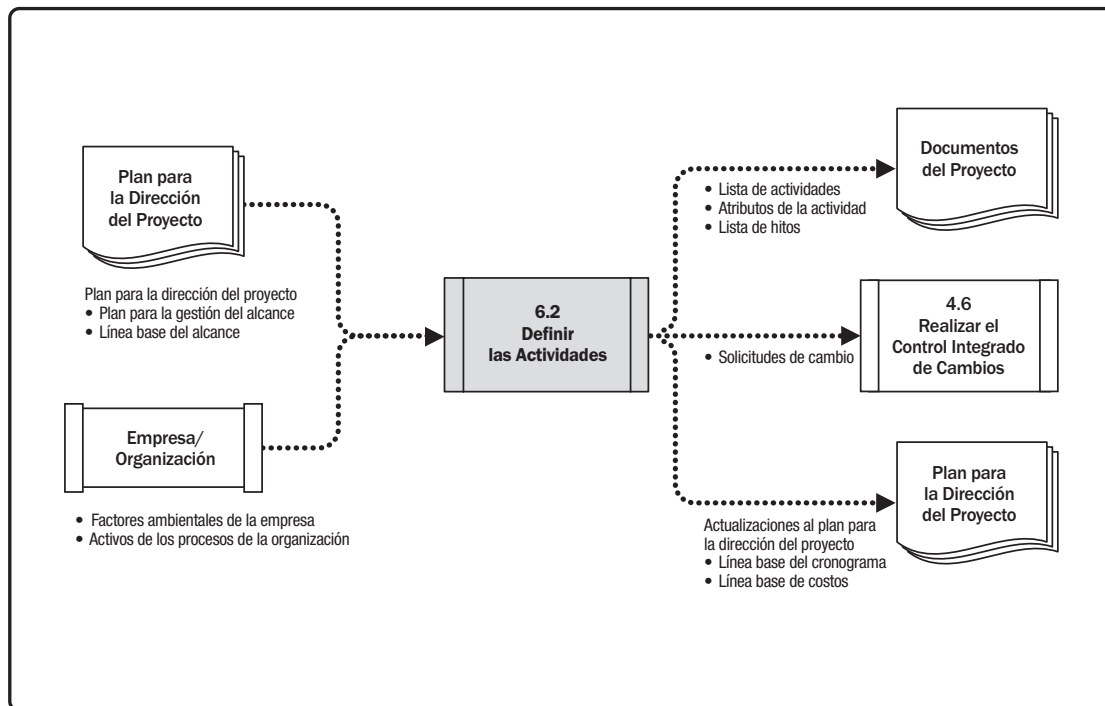 Plan para
la Dirección
del Proyecto
Plan para la dirección del proyecto
• Plan para la gestión del alcance
• Línea base del alcance
Empresa/
Organización
• Factores ambientales de la empresa
• Activos de los procesos de la organización
6.2
Definir
las Actividades
• Lista de actividades
• Atributos de la actividad
• Lista de hitos
Documentos
del Proyecto
• Solicitudes de cambio
4.6
Realizar el
Control Integrado
de Cambios
Actualizaciones al plan para
la dirección del proyecto
• Línea base del cronograma
• Línea base de costos
Plan para
la Dirección
del Proyecto